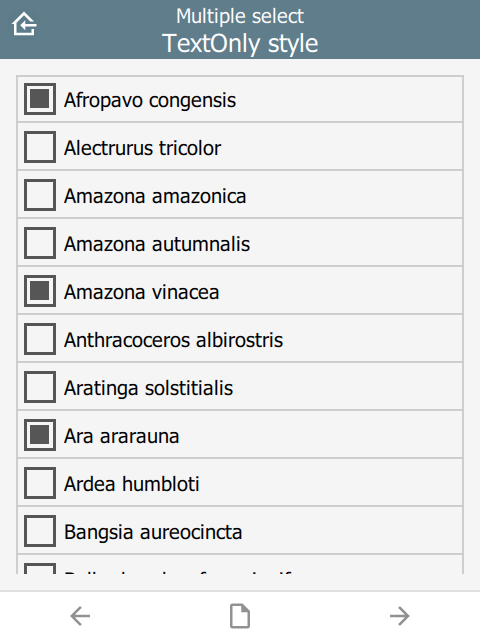 Multiple select
TextOnly style
Afropavo congensis
Alectrurus tricolor
Amazona amazonica
Amazona autumnalis
Amazona vinacea
Anthracoceros albirostris
Aratinga solstitialis
Ara ararauna
Ardea humbloti
Bangsia aureocincta